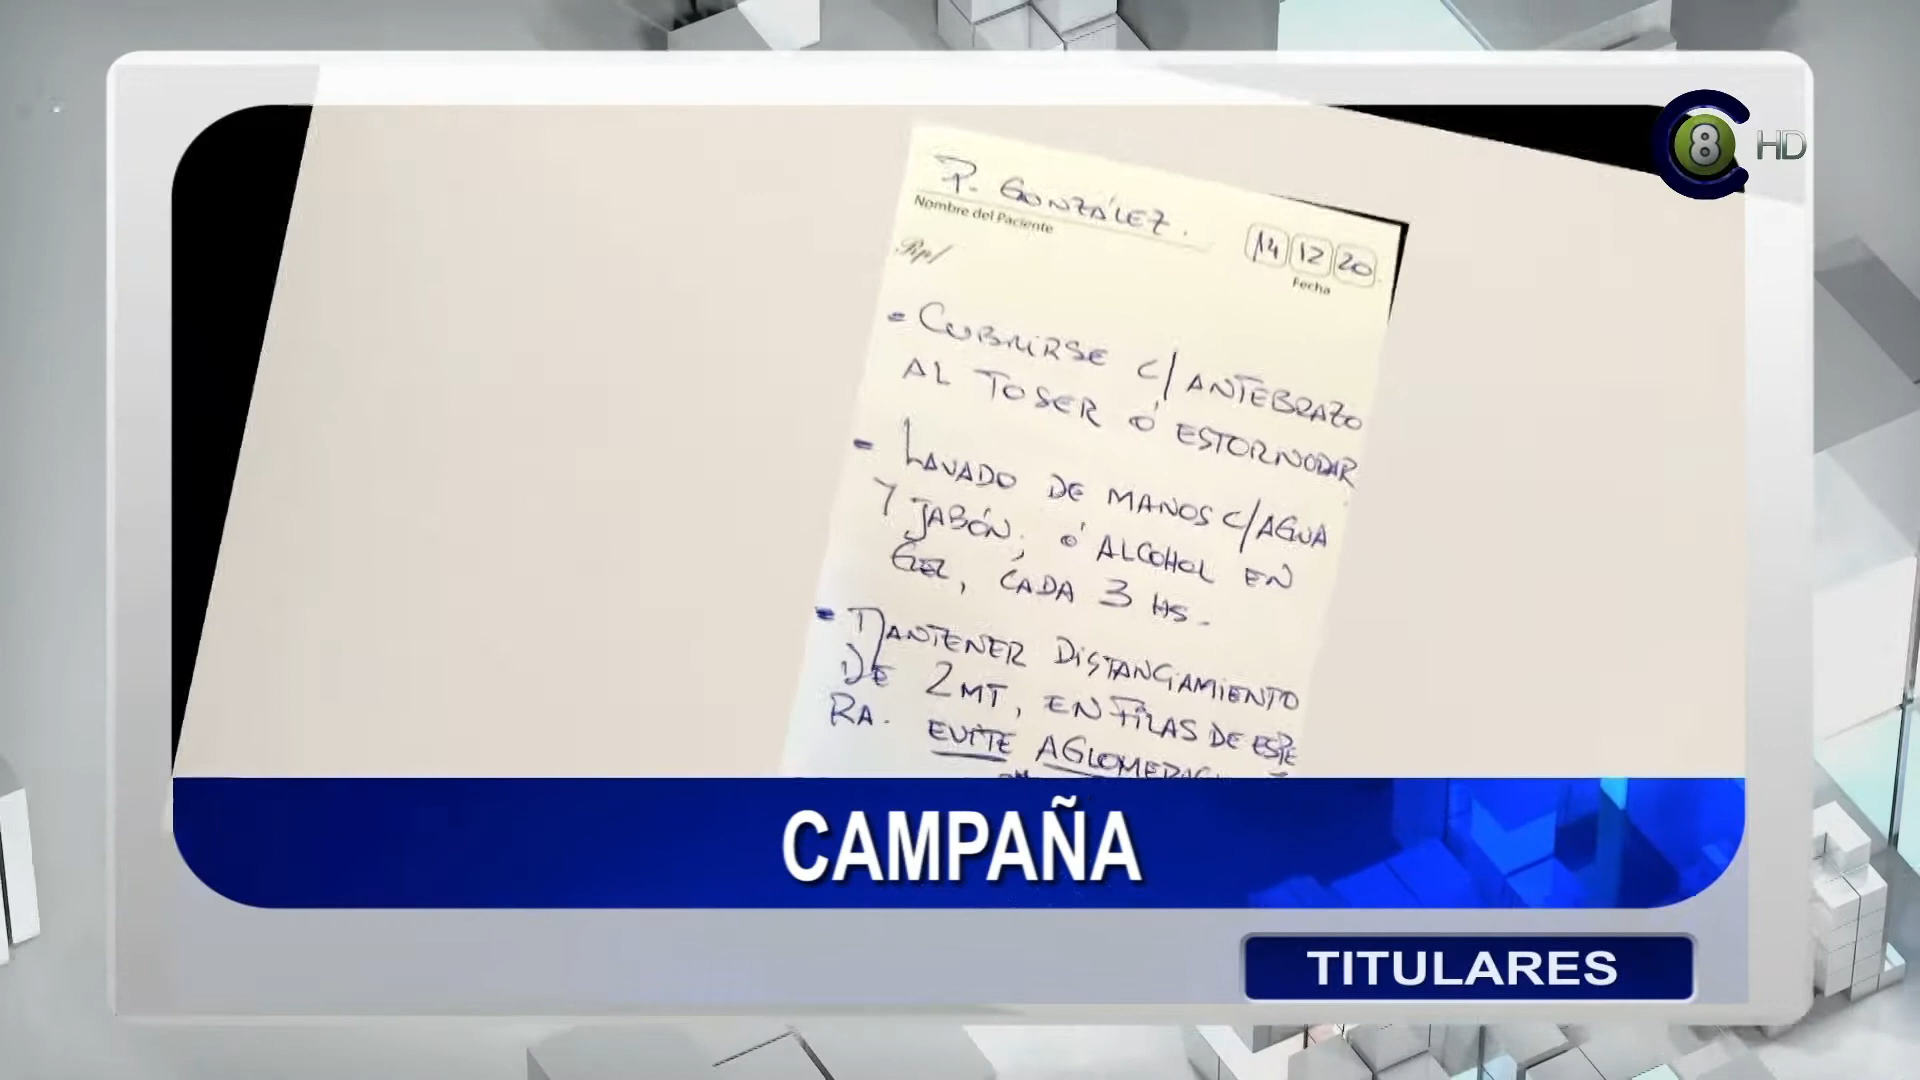 P. GONZÁLEZ.
Nombre del Paciente
14 12 20
Fecha
Rp/
- CUBRIRSE C/ ANTEBRAZO
AL TOSER Ó ESTORNUDAR
- LAVADO DE MANOS C/AGUA
Y JABÓN, Ó ALCOHOL EN
GEL, CADA 3 HS.
- MANTENER DISTANCIAMIENTO
DE 2MT, EN FILAS DE ESPE
RA. EVITE
8 HD
CAMPAÑA
TITULARES